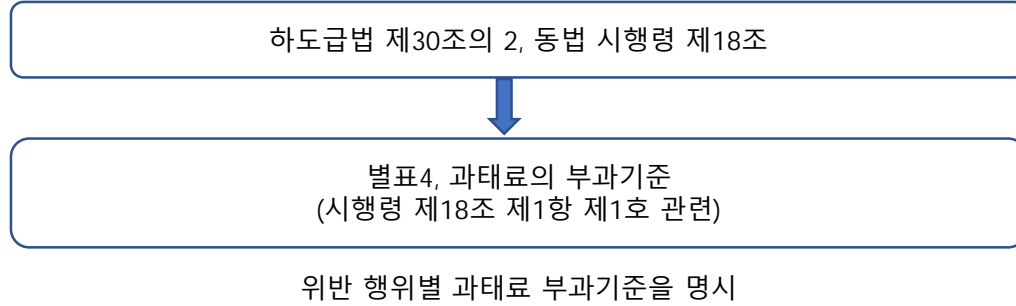 하도급법 제30조의 2, 동법 시행령 제18조
별표4, 과태료의 부과기준
(시행령 제18조 제1항 제1호 관련)
위반 행위별 과태료 부과기준을 명시